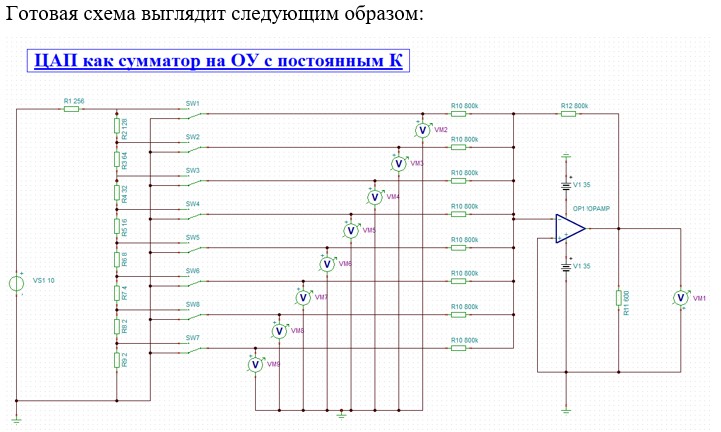 Готовая схема выглядит следующим образом:
ЦАП как сумматор на ОУ с постоянным К
R1 256
SW1
R10 800k
R12 800k
R2 128
VM2
SW2
R10 800k
R3 64
VM3
SW3
R10 800k
V1 35
R4 32
VM4
SW4
R10 800k
OP1 !OPAMP
R5 16
VM5
SW5
R10 800k
R6 8
VM6
V1 35
SW6
R10 800k
VS1 10
R7 4
VM7
R11 600
VM1
SW8
R10 800k
R8 2
VM8
SW7
R10 800k
R9 2
VM9